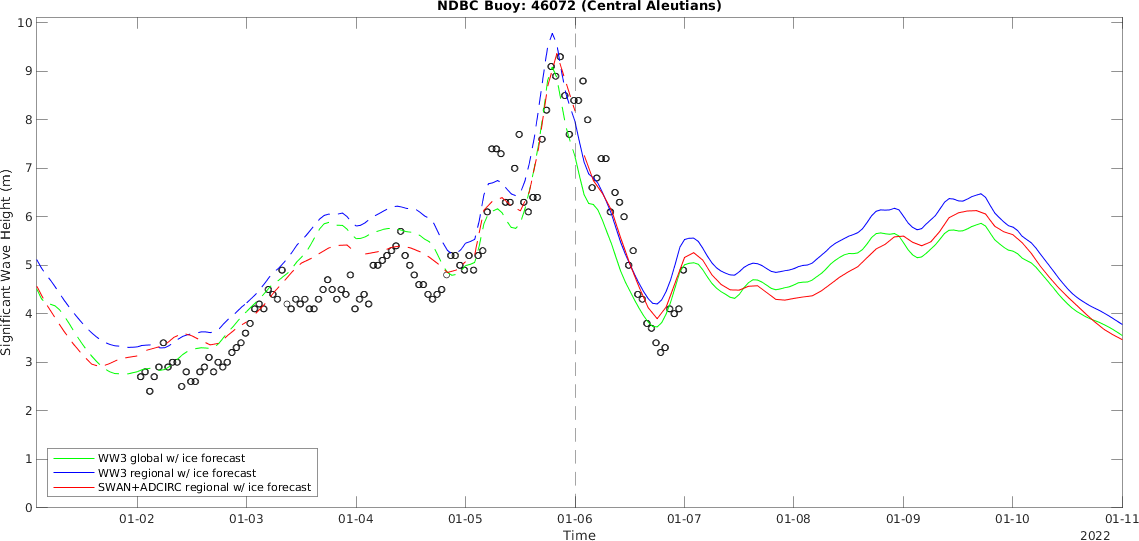 NDBC Buoy: 46072 (Central Aleutians)
10
9
8
7
6
5
4
3
2
1
0
Significant Wave Height (m)
WW3 global w/ ice forecast
WW3 regional w/ ice forecast
SWAN+ADCIRC regional w/ ice forecast
01-02 01-03 01-04 01-05 01-06 01-07 01-08 01-09 01-10 01-11
Time
2022